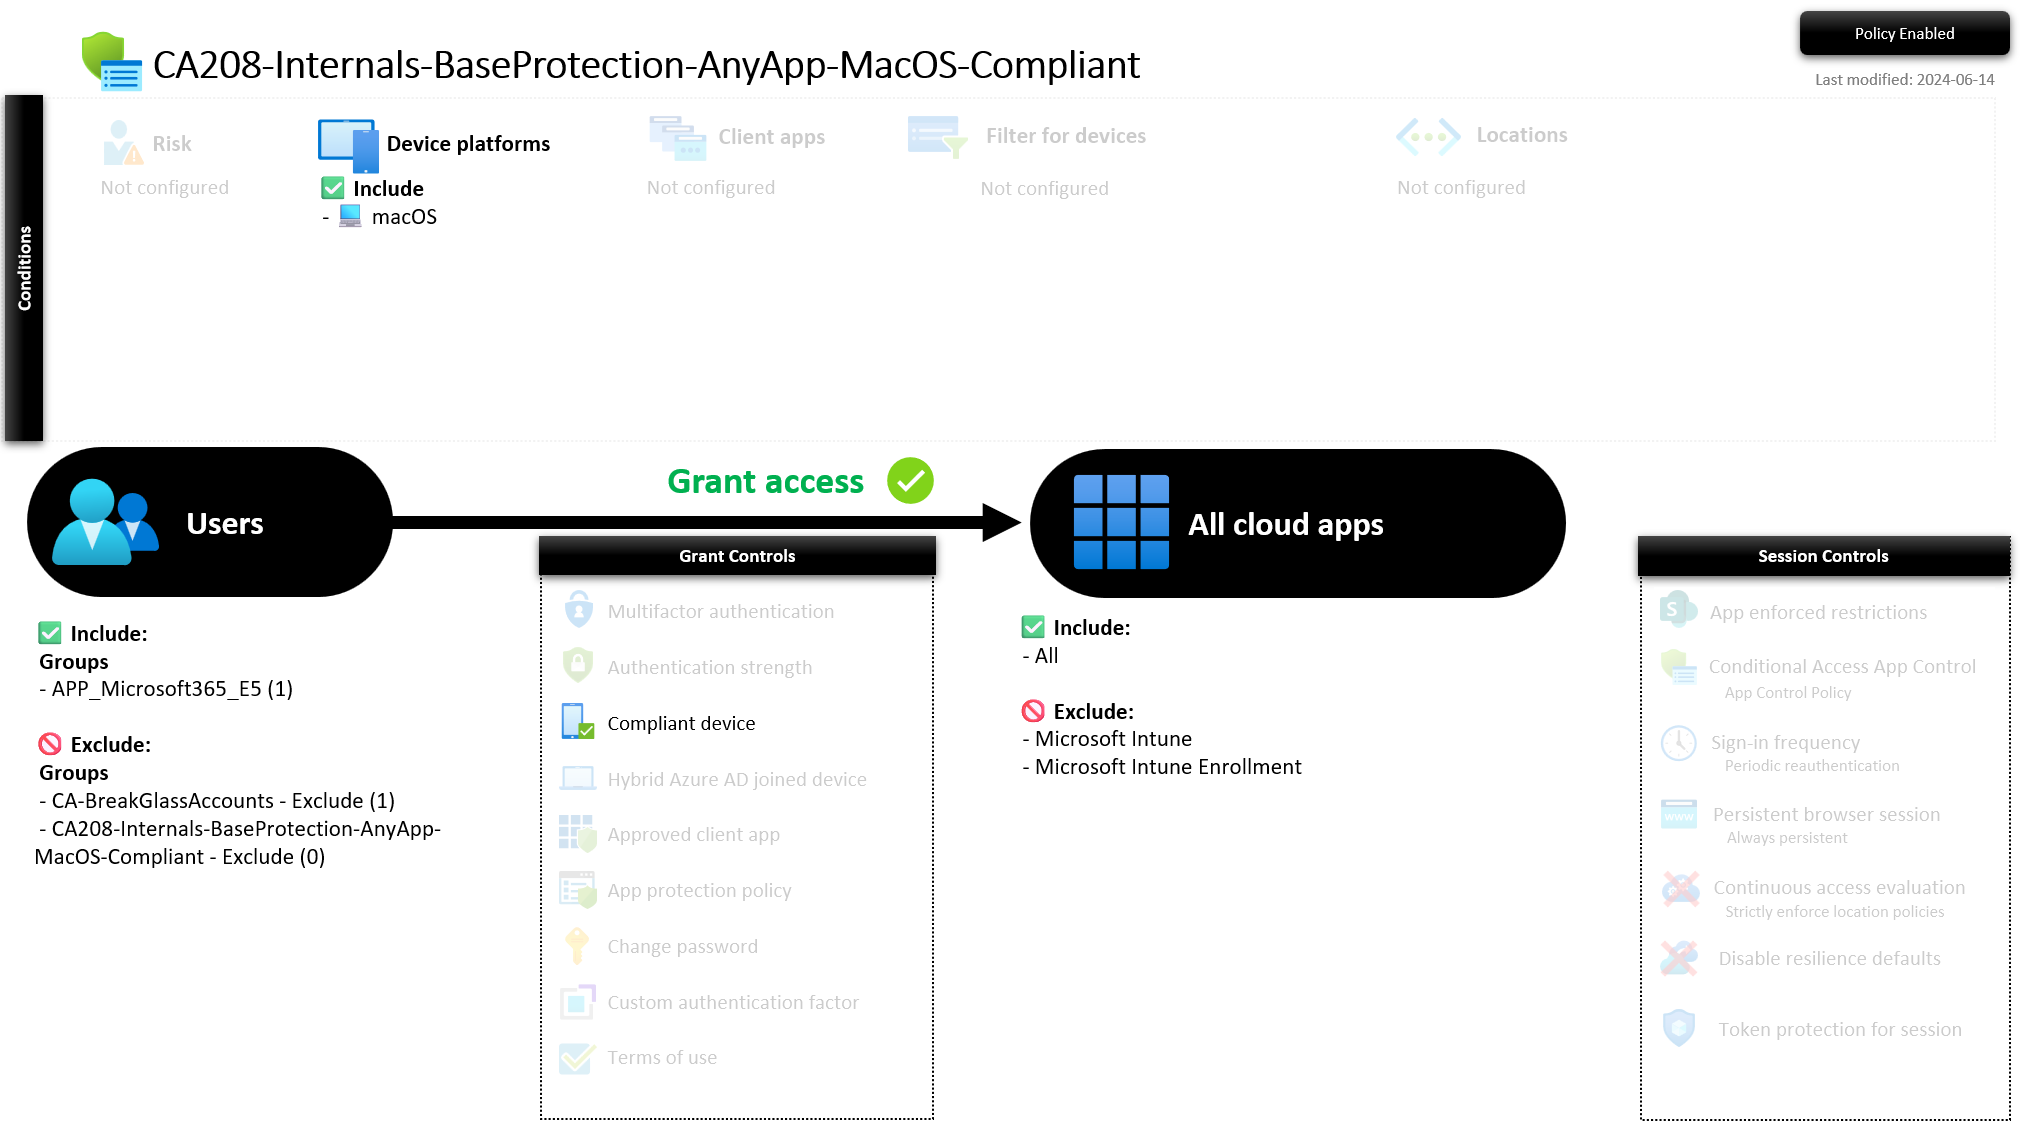 CA208-Internals-BaseProtection-AnyApp-MacOS-Compliant
Policy Enabled
Last modified: 2024-06-14
Conditions
Risk
Not configured
Device platforms
Include
- macOS
Client apps
Not configured
Filter for devices
Not configured
Locations
Not configured
Users
Grant access
All cloud apps
Include:
Groups
- APP_Microsoft365_E5 (1)
Exclude:
Groups
- CA-BreakGlassAccounts - Exclude (1)
- CA208-Internals-BaseProtection-AnyApp-
MacOS-Compliant - Exclude (0)
Grant Controls
Multifactor authentication
Authentication strength
Compliant device
Hybrid Azure AD joined device
Approved client app
App protection policy
Change password
Custom authentication factor
Terms of use
Include:
- All
Exclude:
- Microsoft Intune
- Microsoft Intune Enrollment
Session Controls
S
App enforced restrictions
Conditional Access App Control
App Control Policy
Sign-in frequency
Periodic reauthentication
www
Persistent browser session
Always persistent
Continuous access evaluation
Strictly enforce location policies
Disable resilience defaults
Token protection for session